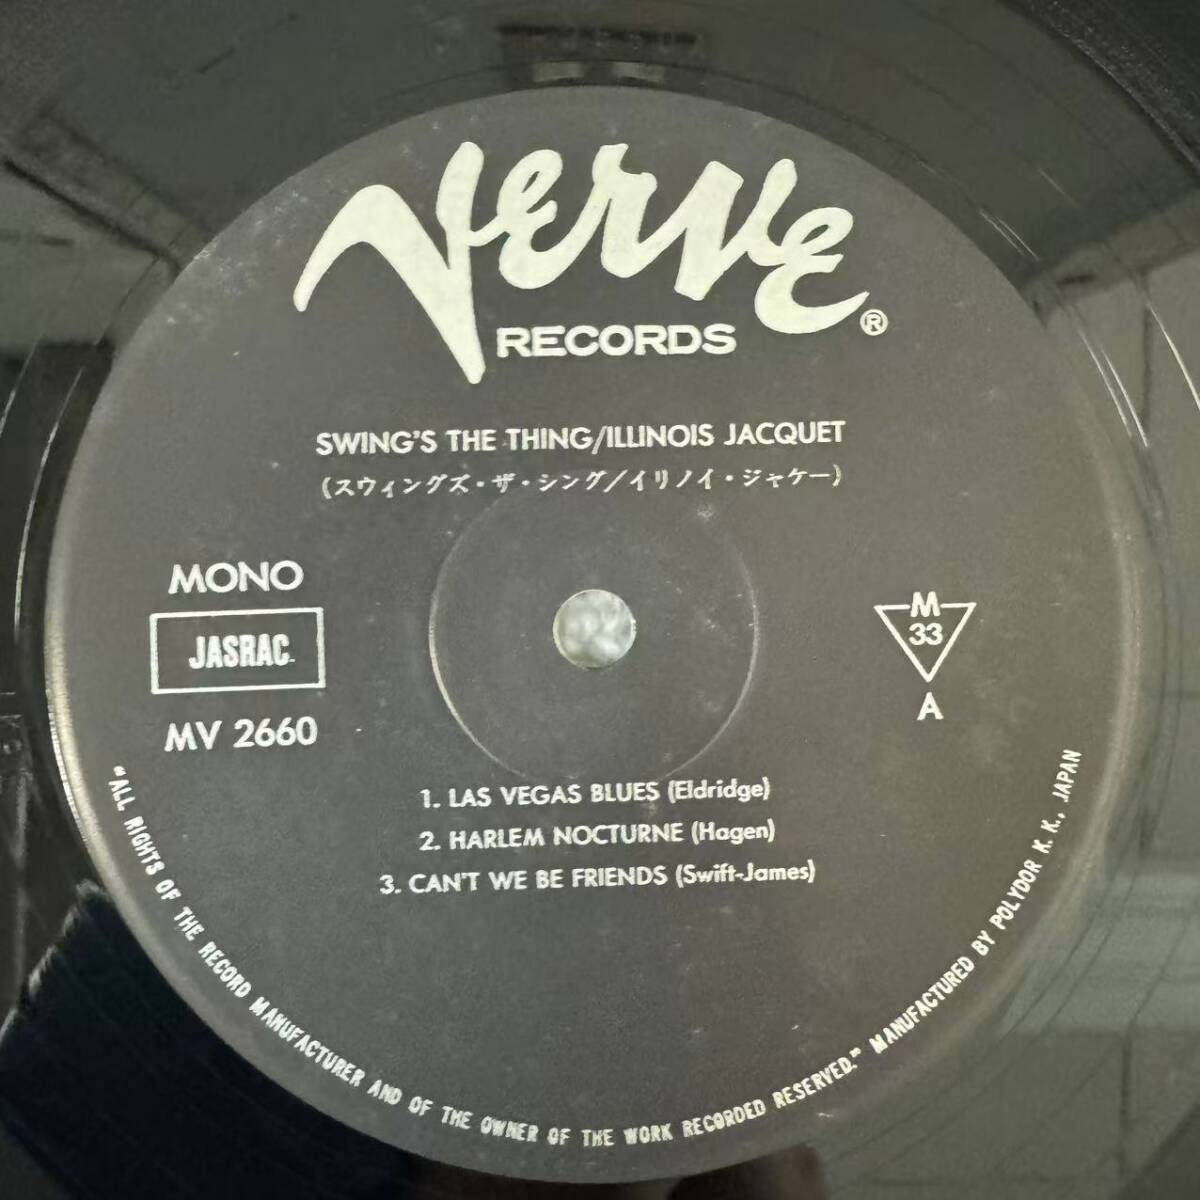 Verve
RECORDS ®
SWING'S THE THING/ILLINOIS JACQUET
(スウィングズ・ザ・シング/イリノイ・ジャケー)
MONO
JASRAC
MV 2660
M
33
A
1. LAS VEGAS BLUES (Eldridge)
2. HARLEM NOCTURNE (Hagen)
3. CAN'T WE BE FRIENDS (Swift-James)
"ALL RIGHTS OF THE RECORD MANUFACTURER AND OF THE OWNER OF THE WORK RECORDED RESERVED." MANUFACTURED BY POLYDOR K. K., JAPAN